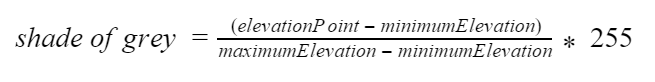 shade of grey = (elevationPoint − minimumElevation) / maximumElevation − minimumElevation * 255